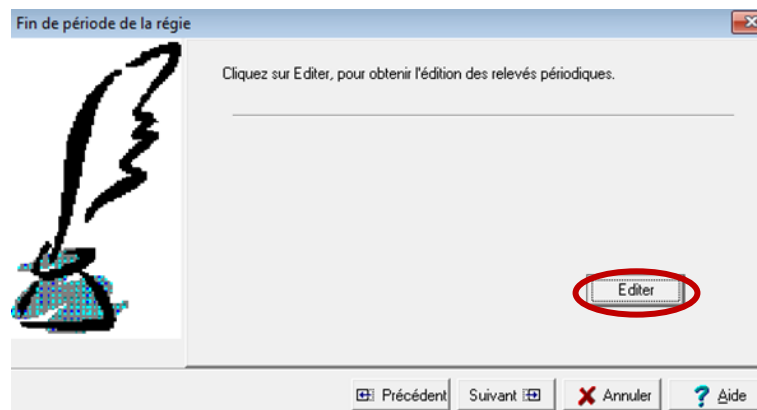 Fin de période de la régie
Cliquez sur Editer, pour obtenir l'édition des relevés périodiques.
Editer
Précédent Suivant Annuler Aide